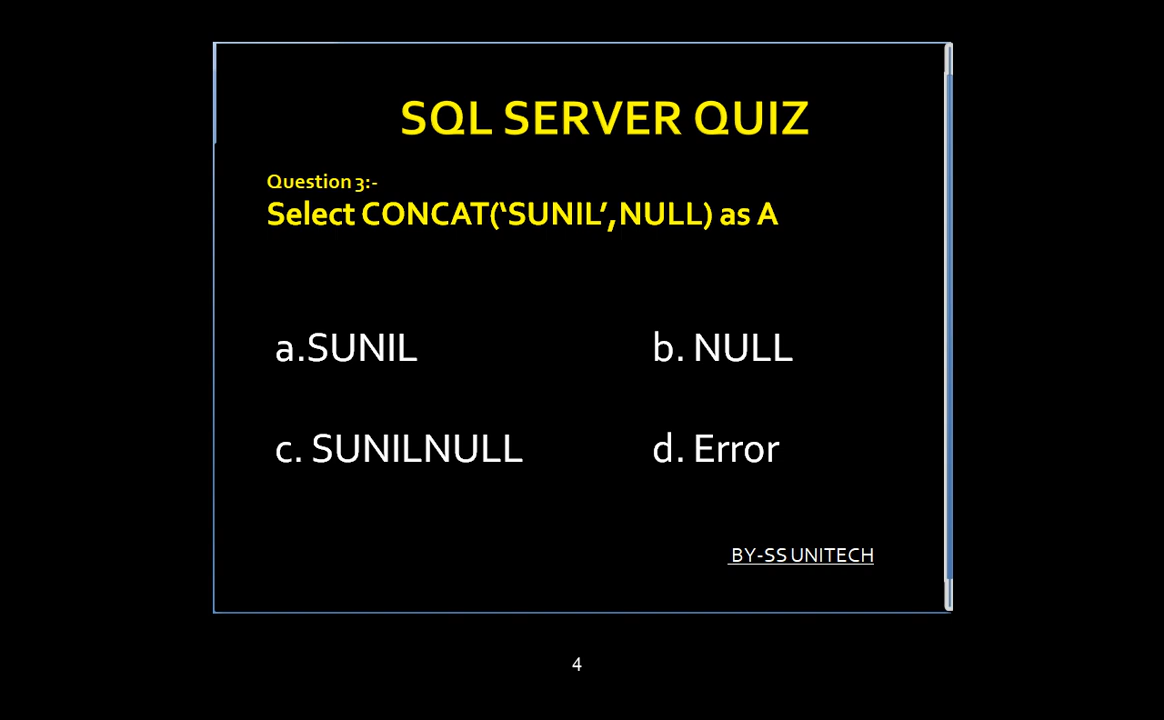 SQL SERVER QUIZ
Question 3:-
Select CONCAT(‘SUNIL’,NULL) as A
a.SUNIL
b. NULL
c. SUNILNULL
d. Error
BY-SS UNITECH
4